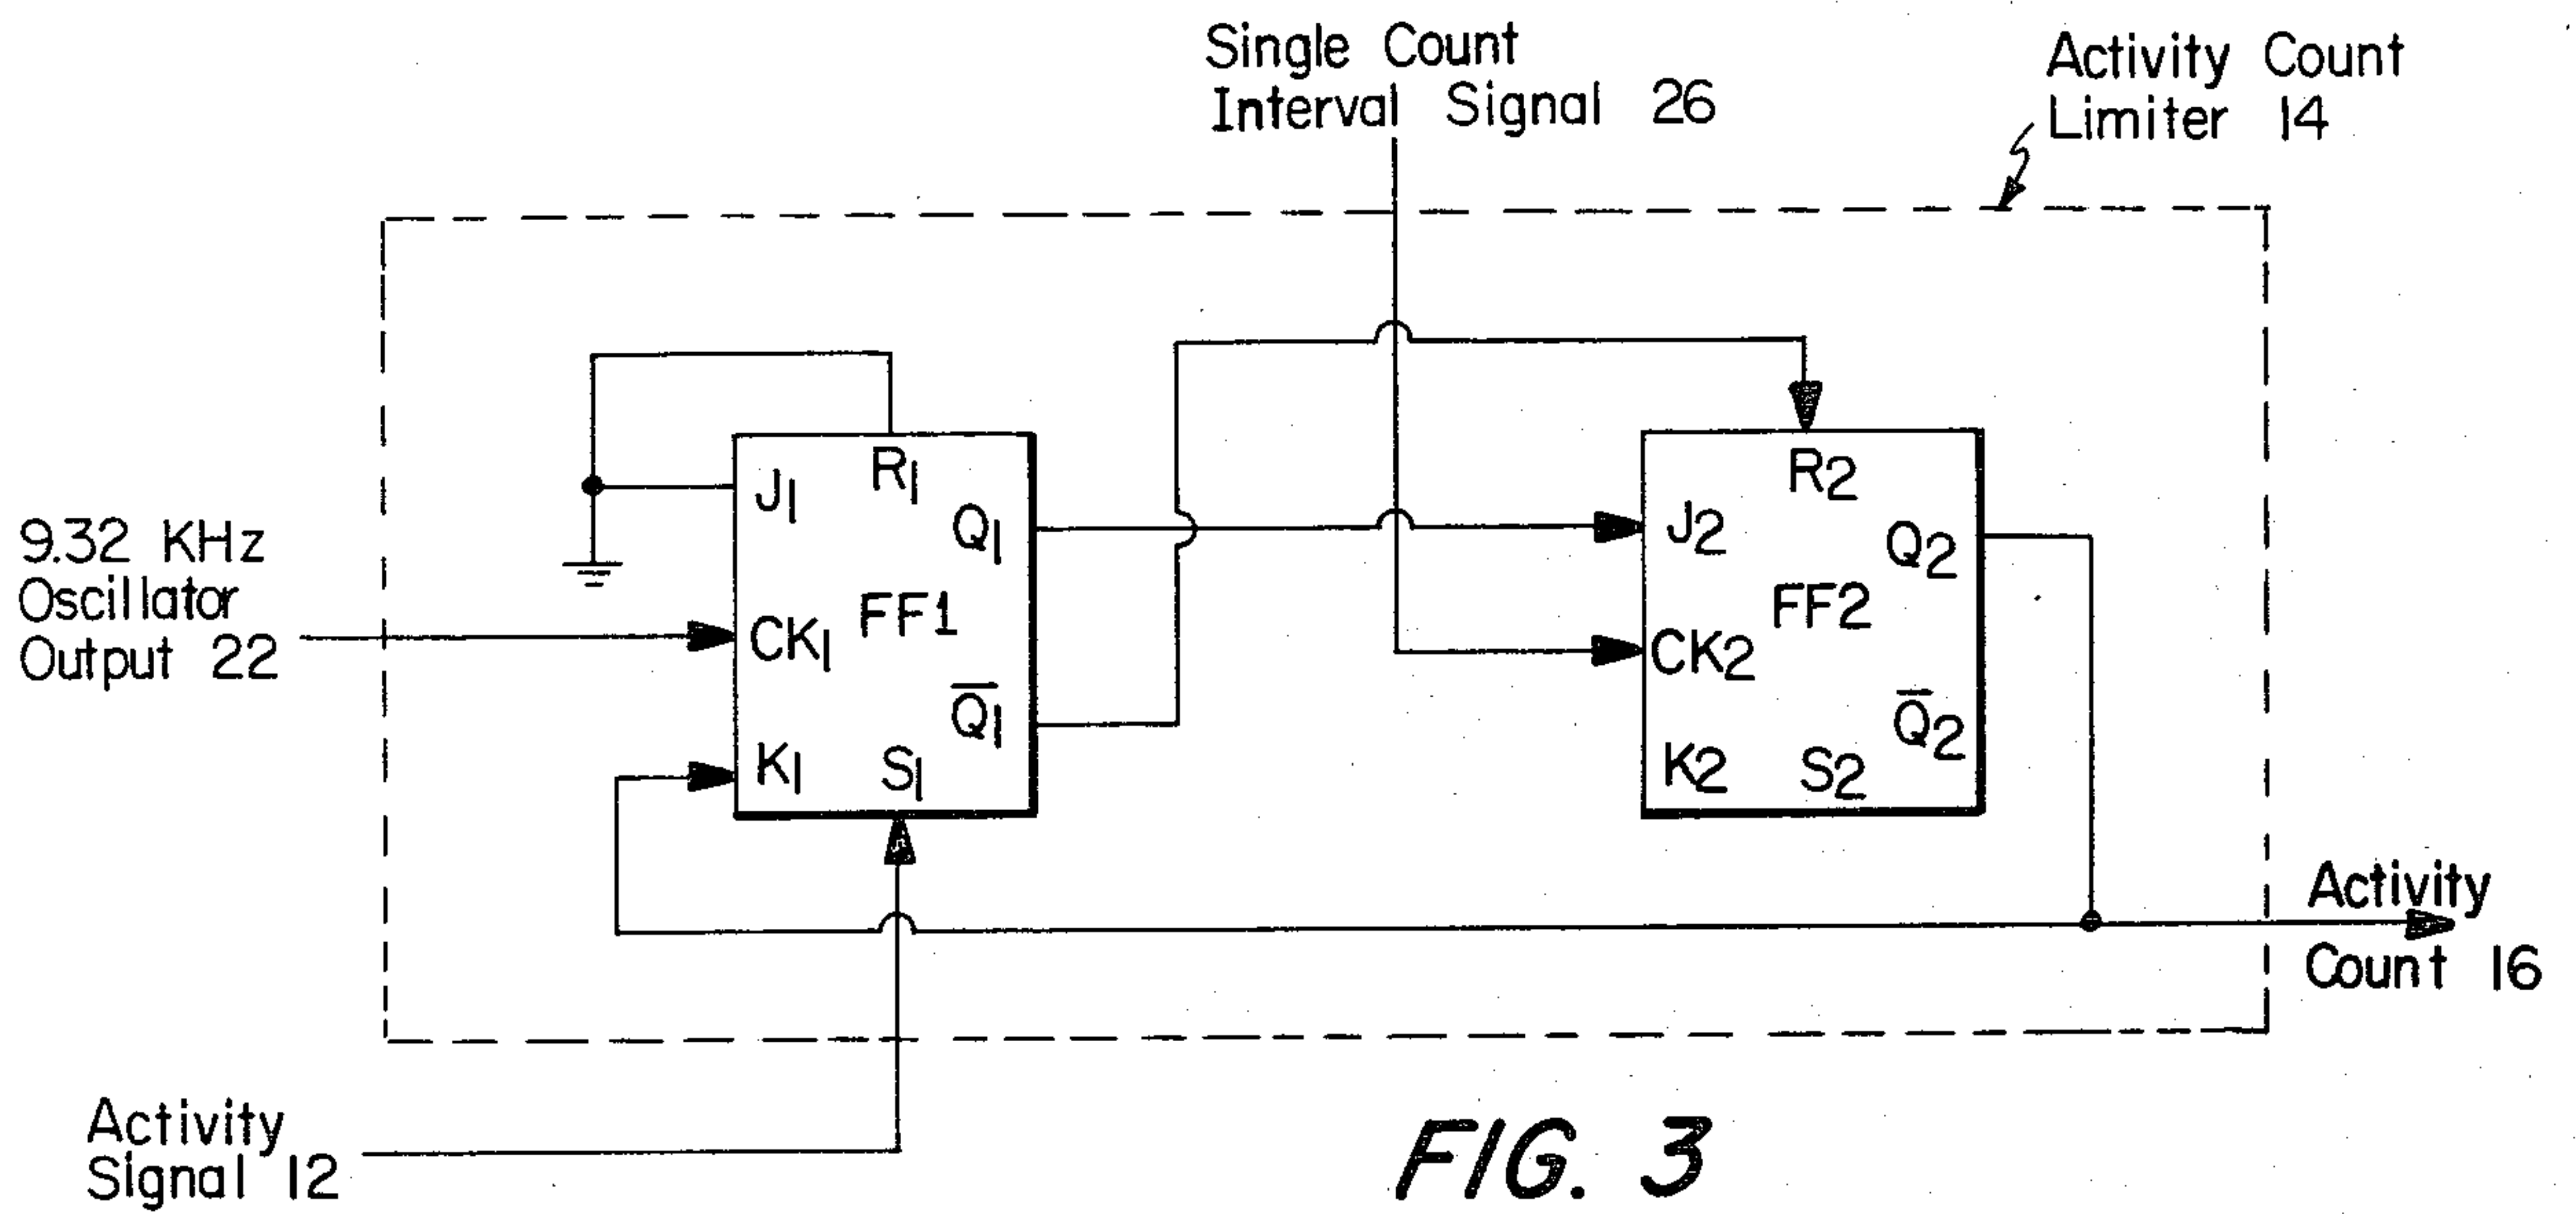 Single Count
Interval Signal 26
Activity Count
Limiter 14
9.32 KHz
Oscillator
Output 22
J1
R1
Q1
CK1
FF1
Q̅1
K1
S1
R2
J2
Q2
FF2
CK2
Q̅2
K2
S2
Activity
Count 16
Activity
Signal 12
FIG. 3